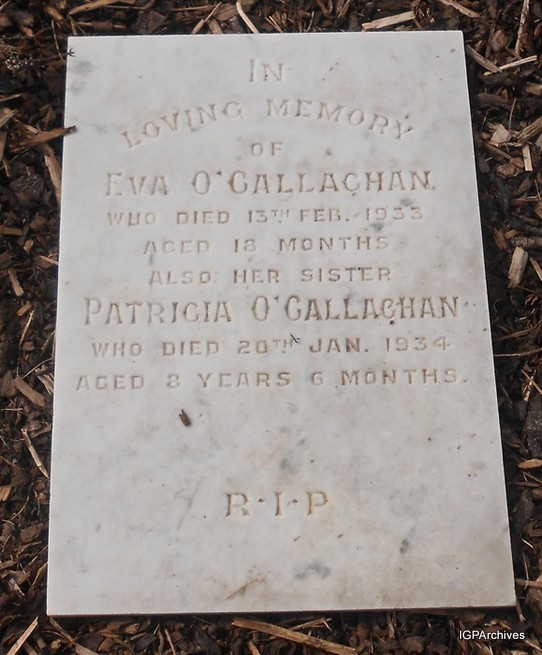 IN
LOVING MEMORY
OF
EVA O'CALLAGHAN.
WHO DIED 13TH FEB. 1933
AGED 18 MONTHS
ALSO HER SISTER
PATRICIA O'CALLAGHAN
WHO DIED 20TH JAN. 1934
AGED 8 YEARS 6 MONTHS.
R·I·P
IGPArchives